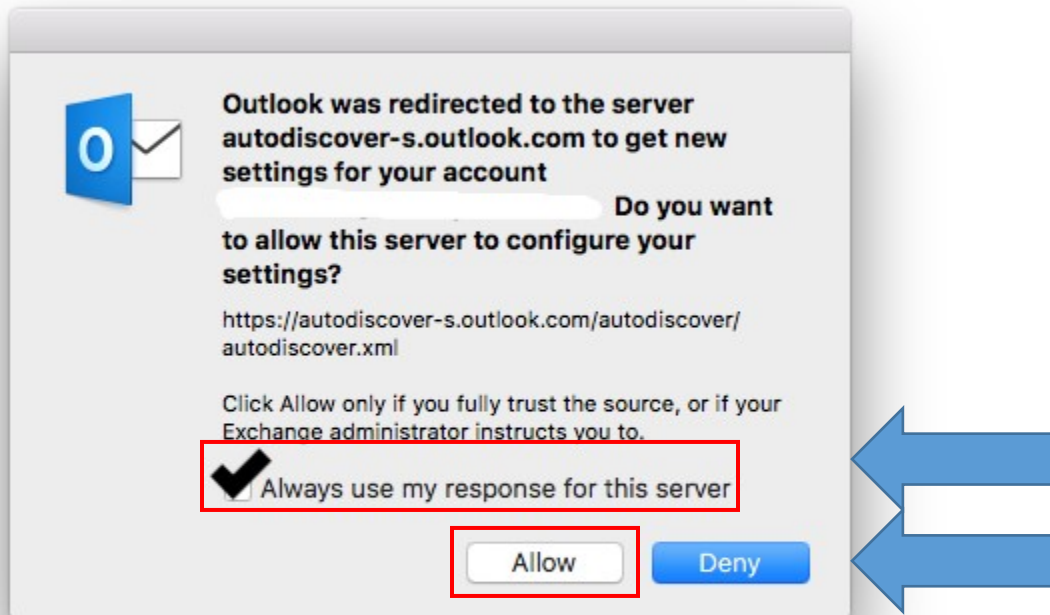 Outlook was redirected to the server
autodiscover-s.outlook.com to get new
settings for your account
Do you want
to allow this server to configure your
settings?
https://autodiscover-s.outlook.com/autodiscover/
autodiscover.xml
Click Allow only if you fully trust the source, or if your
Exchange administrator instructs you to.
Always use my response for this server
Allow
Deny